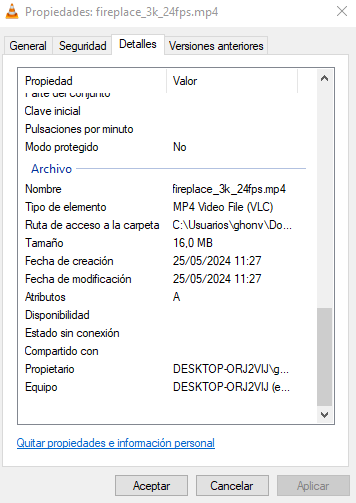 Propiedades: fireplace_3k_24fps.mp4
General Seguridad Detalles Versiones anteriores
Propiedad Valor
Parte del conjunto
Clave inicial
Pulsaciones por minuto
Modo protegido No
Archivo
Nombre fireplace_3k_24fps.mp4
Tipo de elemento MP4 Video File (VLC)
Ruta de acceso a la carpeta C:\Usuarios\ghonv\Do...
Tamaño 16,0 MB
Fecha de creación 25/05/2024 11:27
Fecha de modificación 25/05/2024 11:27
Atributos A
Disponibilidad
Estado sin conexión
Compartido con
Propietario DESKTOP-ORJ2VIJ\g...
Equipo DESKTOP-ORJ2VIJ (e...
Quitar propiedades e información personal
Aceptar Cancelar Aplicar